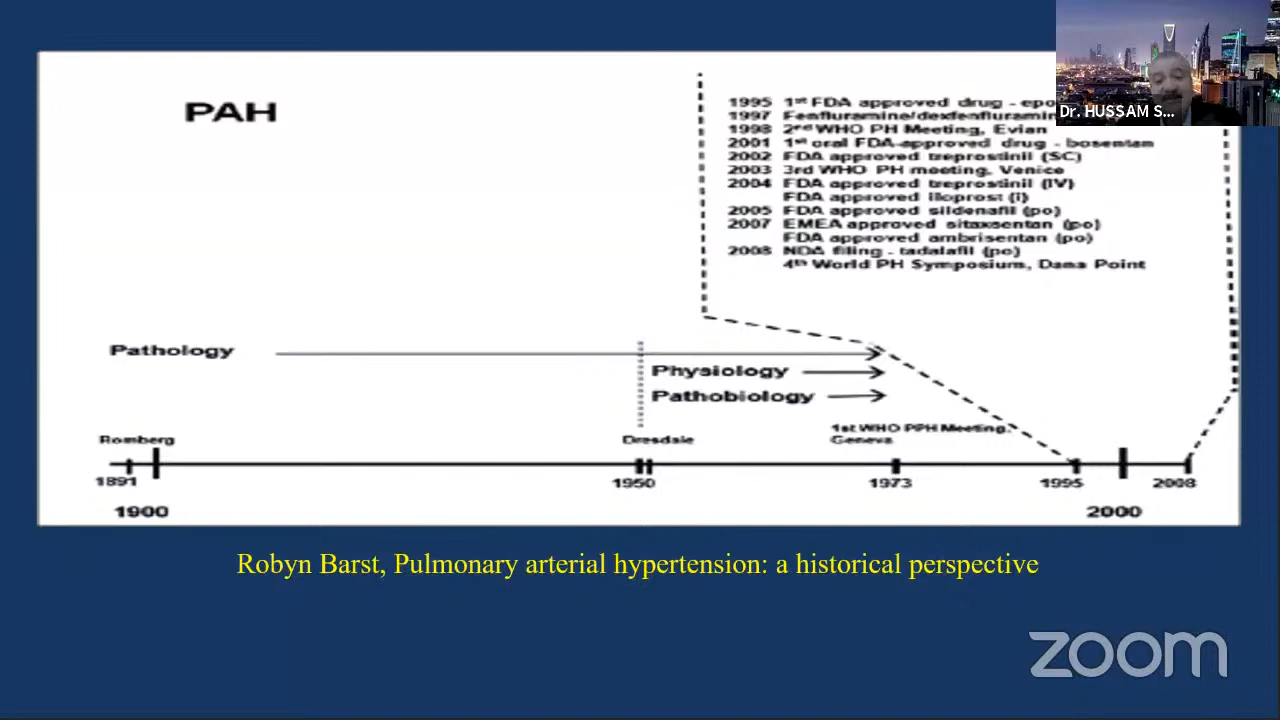 PAH
1995 1st FDA approved drug - epo
1997 Fenfluramine/dexfenfluramin
1998 2nd WHO PH Meeting, Evian
2001 1st oral FDA-approved drug - bosentan
2002 FDA approved treprostinil (SC)
2003 3rd WHO PH meeting, Venice
2004 FDA approved treprostinil (IV)
FDA approved iloprost (i)
2005 FDA approved sildenafil (po)
2007 EMEA approved sitaxsentan (po)
FDA approved ambrisentan (po)
2008 NDA filing - tadalafil (po)
4th World PH Symposium, Dana Point
Dr. HUSSAM S...
Pathology
Physiology
Pathobiology
Romberg
Dresdale
1st WHO PPH Meeting,
Geneva
1891 1950 1973 1995 2008
1900 2000
Robyn Barst, Pulmonary arterial hypertension: a historical perspective
zoom